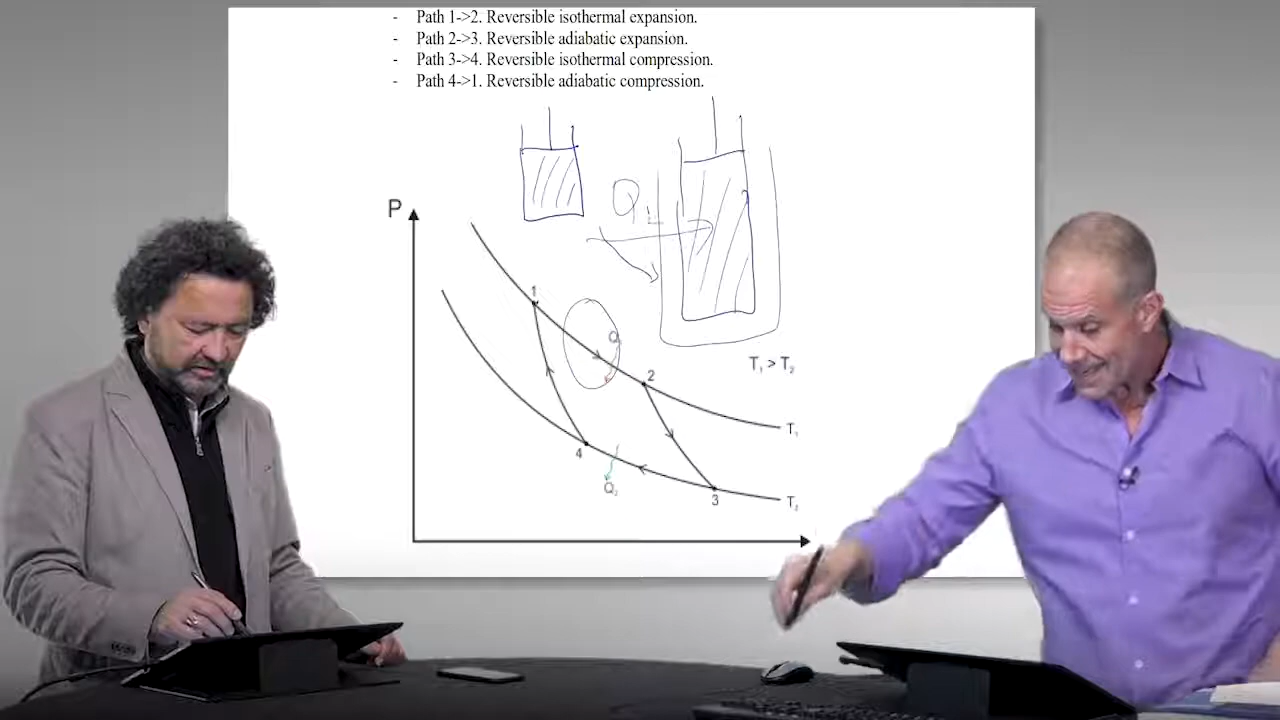 - Path 1->2. Reversible isothermal expansion.
- Path 2->3. Reversible adiabatic expansion.
- Path 3->4. Reversible isothermal compression.
- Path 4->1. Reversible adiabatic compression.
Q1
P
1
Q
T1 > T2
2
T1
4
Q2
3
T2